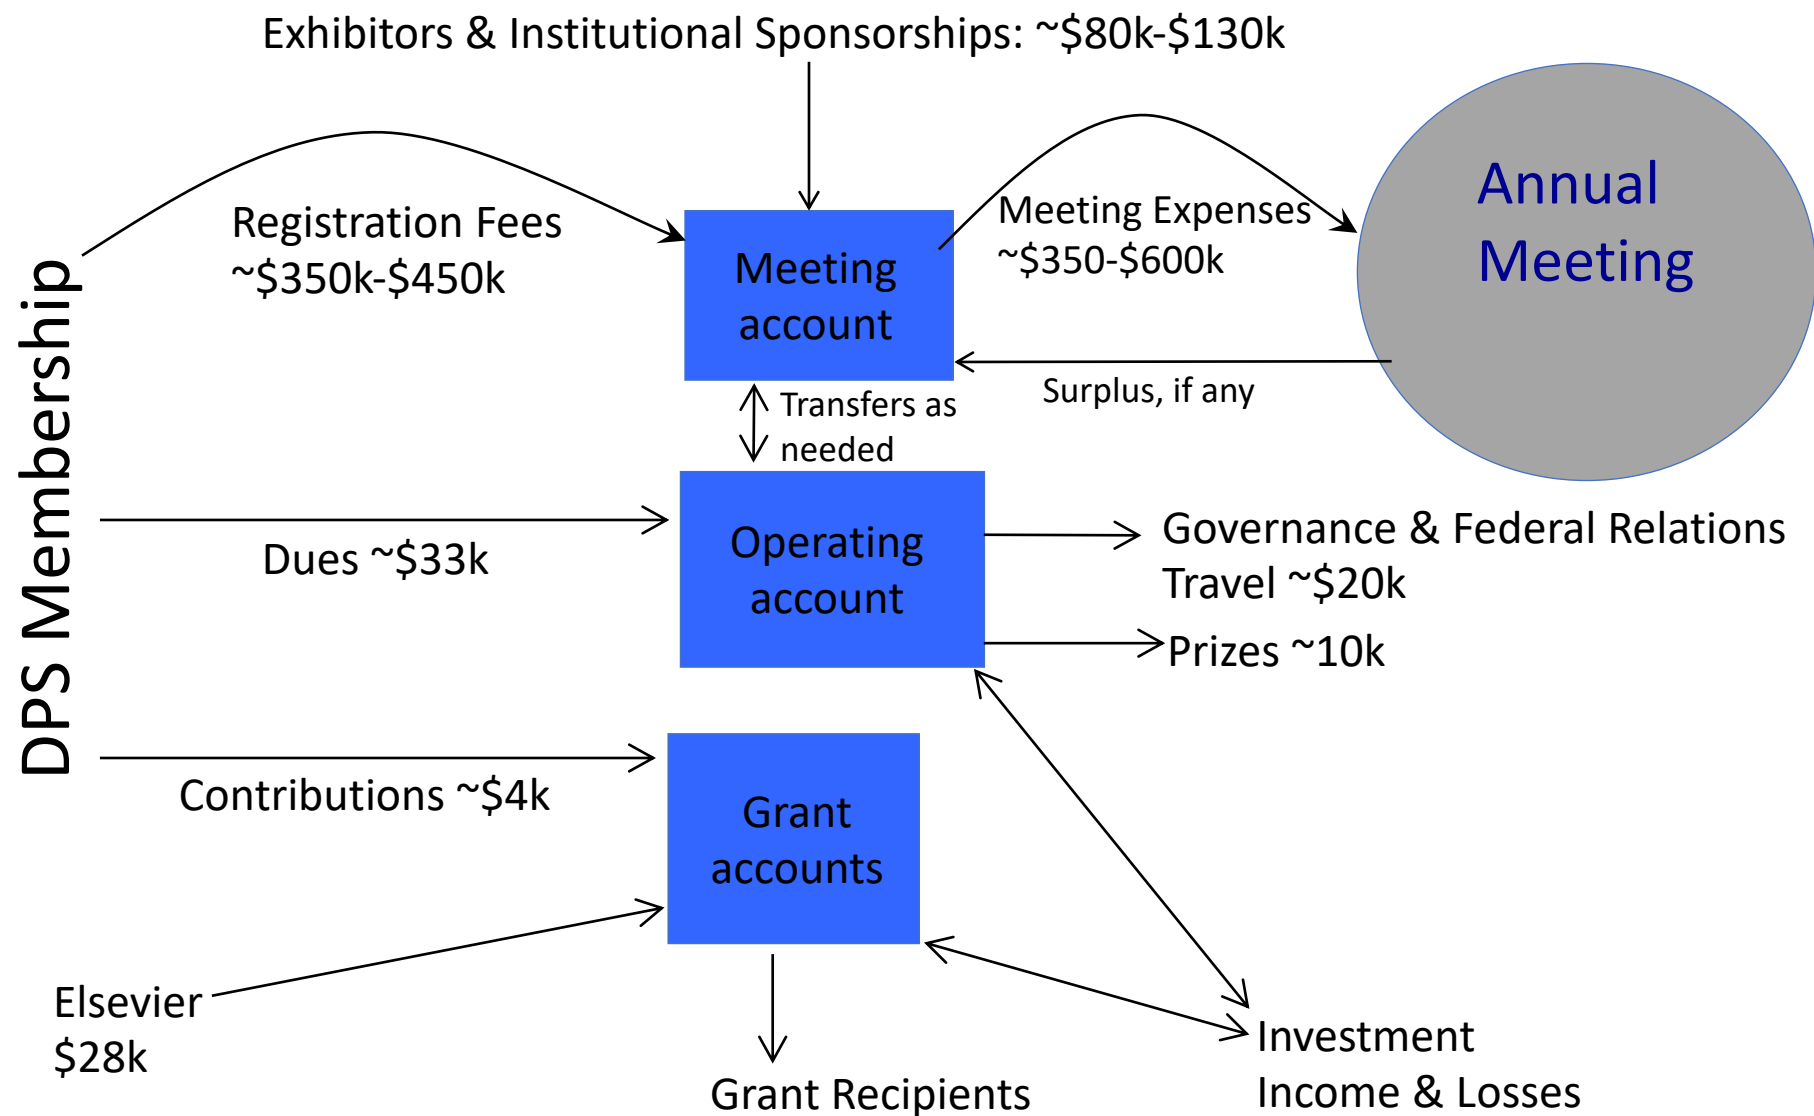 Exhibitors & Institutional Sponsorships: ~$80k-$130k
DPS Membership
Registration Fees
~$350k-$450k
Meeting
account
Meeting Expenses
~$350-$600k
Annual
Meeting
Surplus, if any
Transfers as
needed
Dues ~$33k
Operating
account
Governance & Federal Relations
Travel ~$20k
Prizes ~10k
Contributions ~$4k
Grant
accounts
Elsevier
$28k
Grant Recipients
Investment
Income & Losses